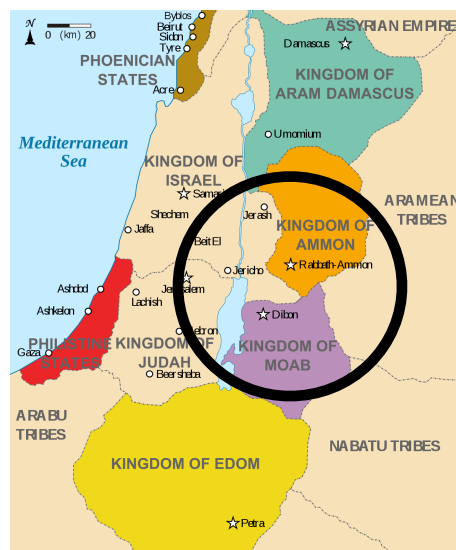 Byblos
ASSYRIAN EMPIRE
N
Beirut
0 (km) 20
Sidon
Damascus
Tyre
PHOENICIAN
STATES
KINGDOM OF
ARAM DAMASCUS
Acre
Umomium
Mediterranean
Sea
KINGDOM OF
ISRAEL
ARAMEAN
TRIBES
Shechem
Jerash
Jaffa
KINGDOM OF
AMMON
Beit El
Rabbath-Ammon
Jericho
Ashdod
Jerusalem
Lachish
Ashkelon
Dibon
PHILISTINE
STATES
KINGDOM OF
JUDAH
KINGDOM OF
MOAB
Gaza
Beersheba
ARABU
TRIBES
NABATU TRIBES
KINGDOM OF EDOM
Petra